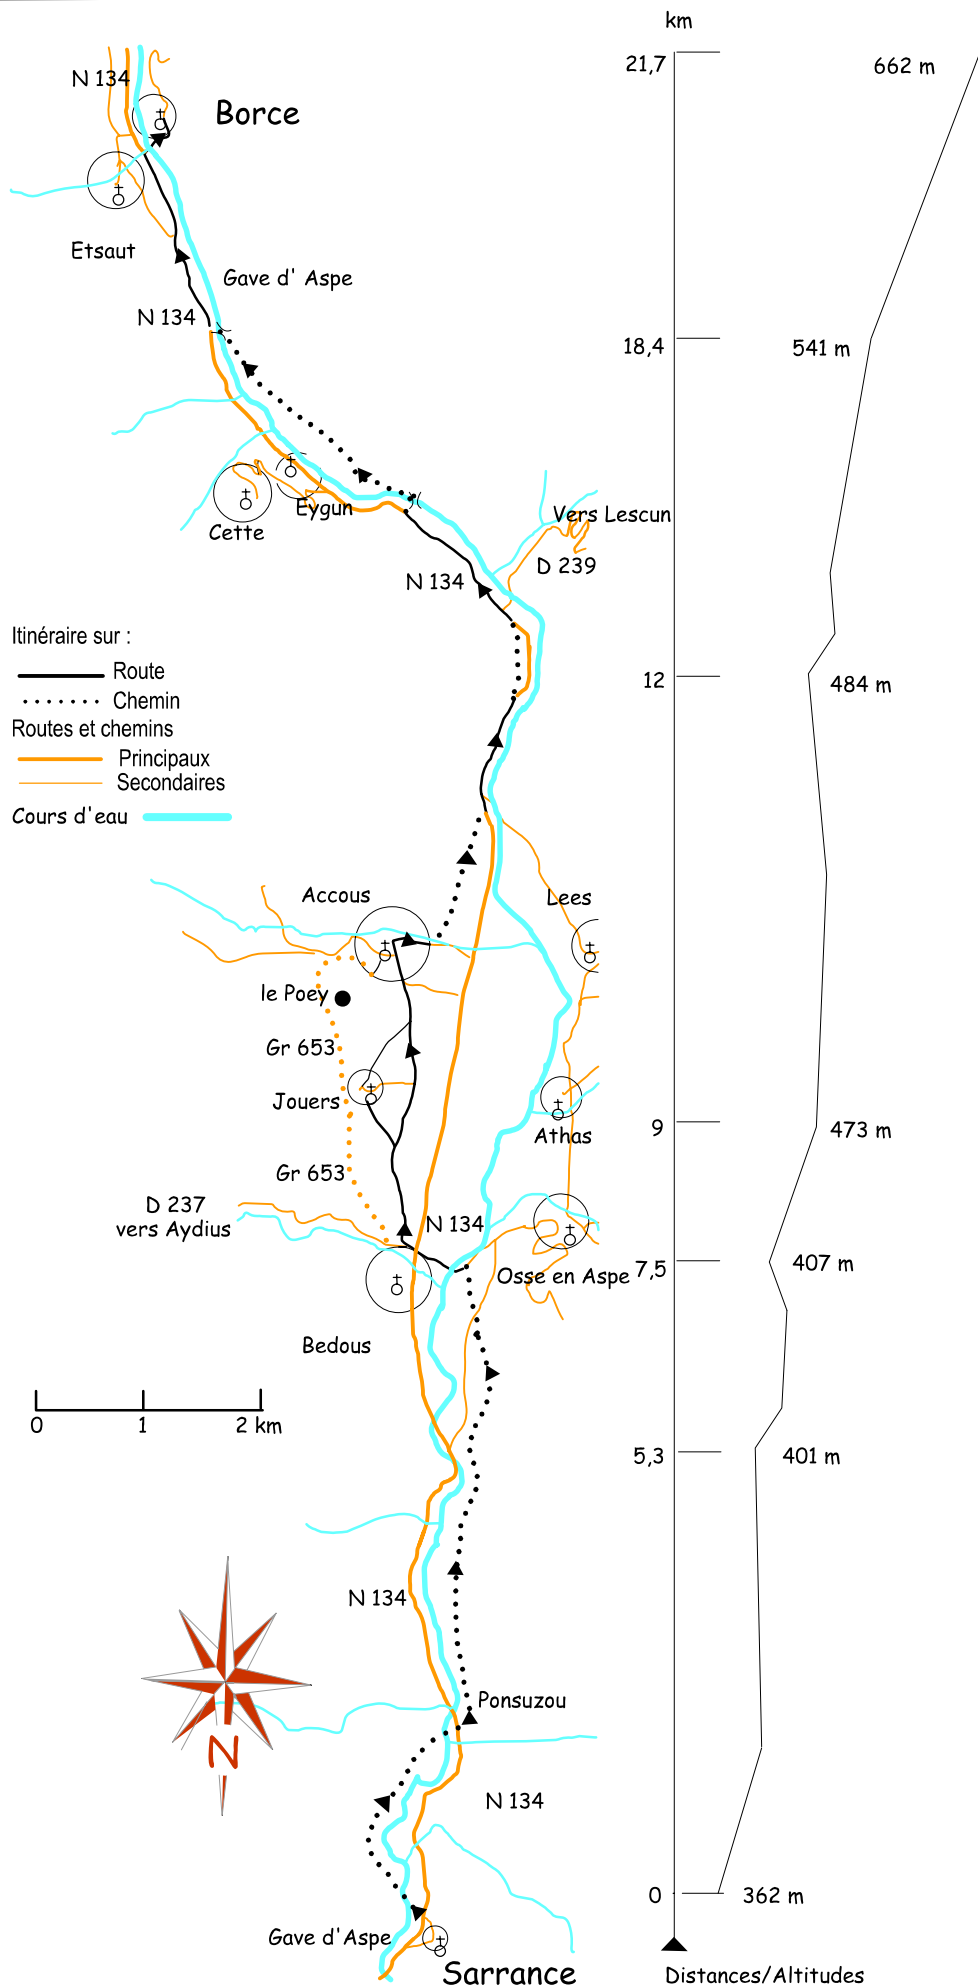 km
21,7
662 m
N 134
Borce
Etsaut
Gave d' Aspe
N 134
18,4
541 m
Eygun
Cette
Vers Lescun
D 239
N 134
Itinéraire sur :
Route
Chemin
Routes et chemins
Principaux
Secondaires
Cours d'eau
12
484 m
Accous
Lees
le Poey
Gr 653
Jouers
9
473 m
Athas
Gr 653
D 237
vers Aydius
N 134
Osse en Aspe
7,5
407 m
Bedous
0 1 2 km
5,3
401 m
N 134
Ponsuzou
N
N 134
0
362 m
Gave d'Aspe
Sarrance
Distances/Altitudes